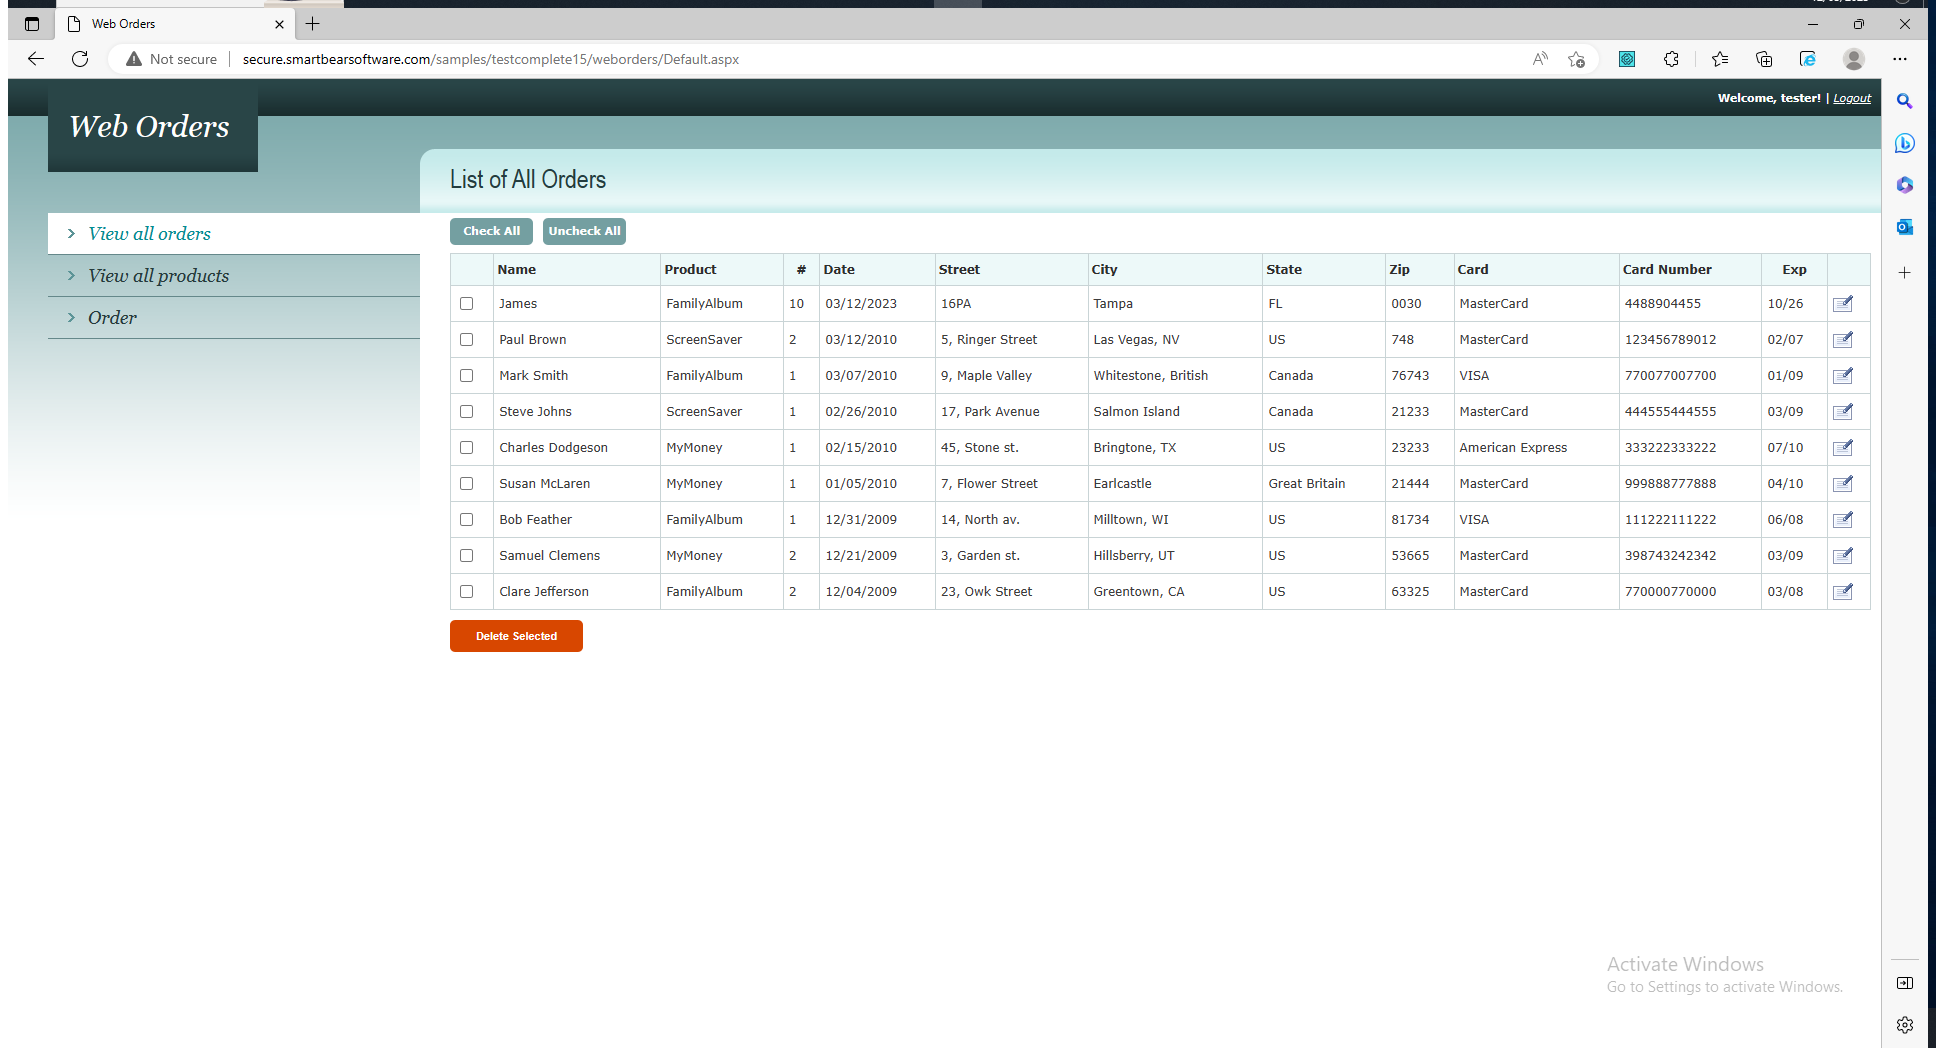 Web Orders
Not secure
secure.smartbearsoftware.com/samples/testcomplete15/weborders/Default.aspx
Welcome, tester! | Logout
Web Orders
List of All Orders
View all orders
View all products
Order
Check All Uncheck All
Name Product # Date Street City State Zip Card Card Number Exp
James FamilyAlbum 10 03/12/2023 16PA Tampa FL 0030 MasterCard 4488904455 10/26
Paul Brown ScreenSaver 2 03/12/2010 5, Ringer Street Las Vegas, NV US 748 MasterCard 123456789012 02/07
Mark Smith FamilyAlbum 1 03/07/2010 9, Maple Valley Whitestone, British Canada 76743 VISA 770077007700 01/09
Steve Johns ScreenSaver 1 02/26/2010 17, Park Avenue Salmon Island Canada 21233 MasterCard 444555444555 03/09
Charles Dodgeson MyMoney 1 02/15/2010 45, Stone st. Bringtone, TX US 23233 American Express 333222333222 07/10
Susan McLaren MyMoney 1 01/05/2010 7, Flower Street Earlcastle Great Britain 21444 MasterCard 999888777888 04/10
Bob Feather FamilyAlbum 1 12/31/2009 14, North av. Milltown, WI US 81734 VISA 111222111222 06/08
Samuel Clemens MyMoney 2 12/21/2009 3, Garden st. Hillsberry, UT US 53665 MasterCard 398743242342 03/09
Clare Jefferson FamilyAlbum 2 12/04/2009 23, Owk Street Greentown, CA US 63325 MasterCard 770000770000 03/08
Delete Selected
Activate Windows
Go to Settings to activate Windows.